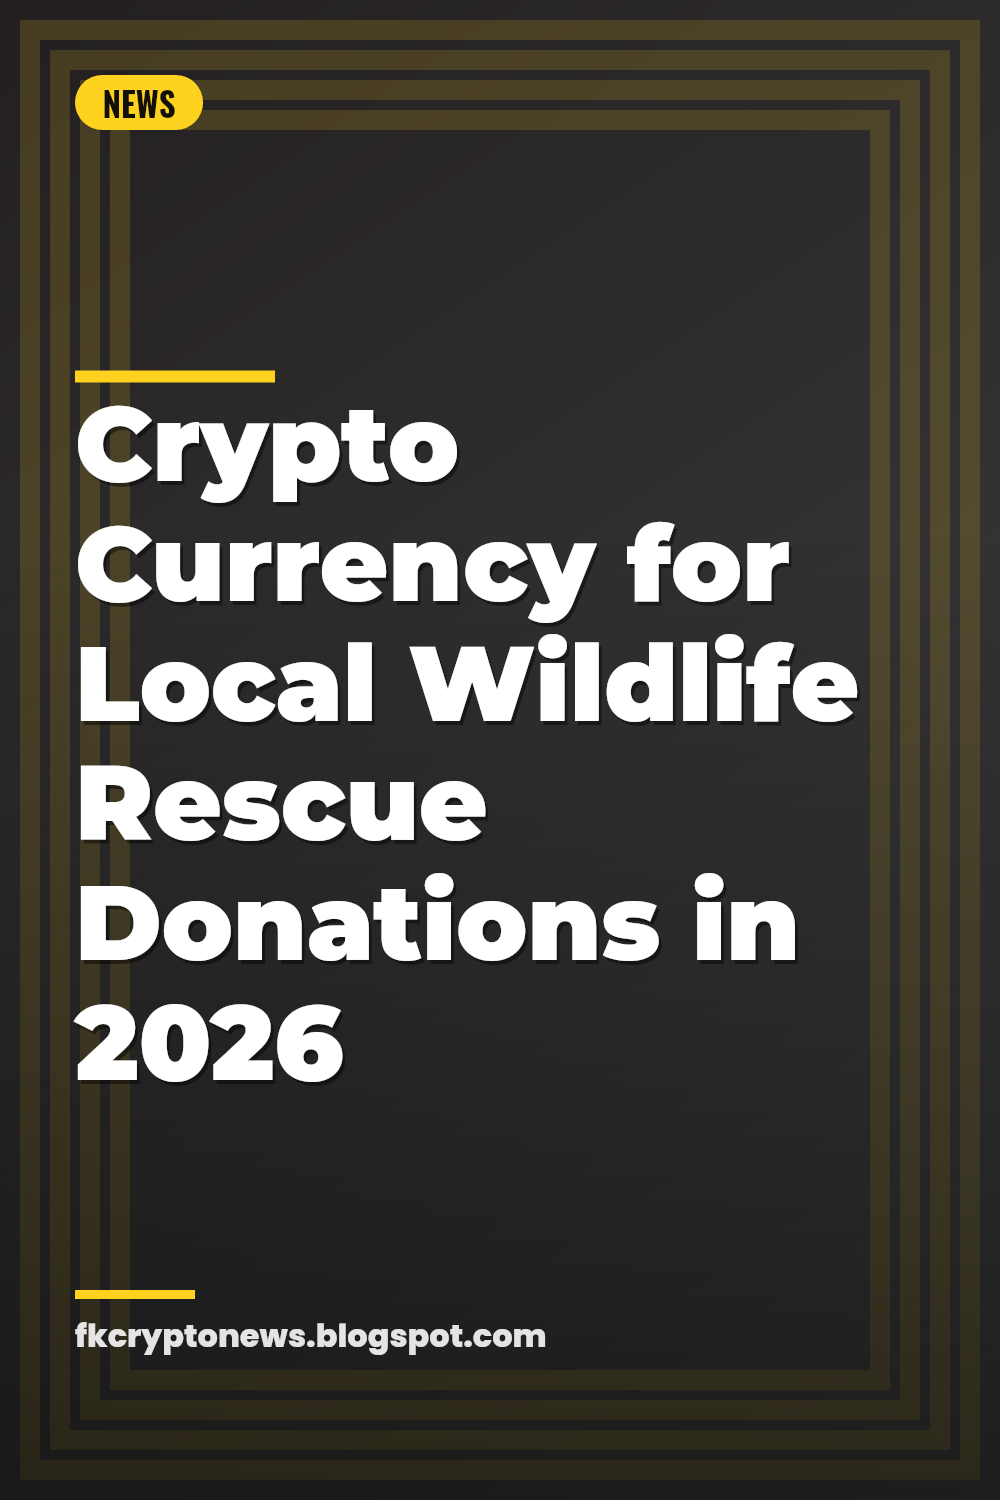 NEWS
Crypto
Currency for
Local Wildlife
Rescue
Donations in
2026
fkcryptonews.blogspot.com